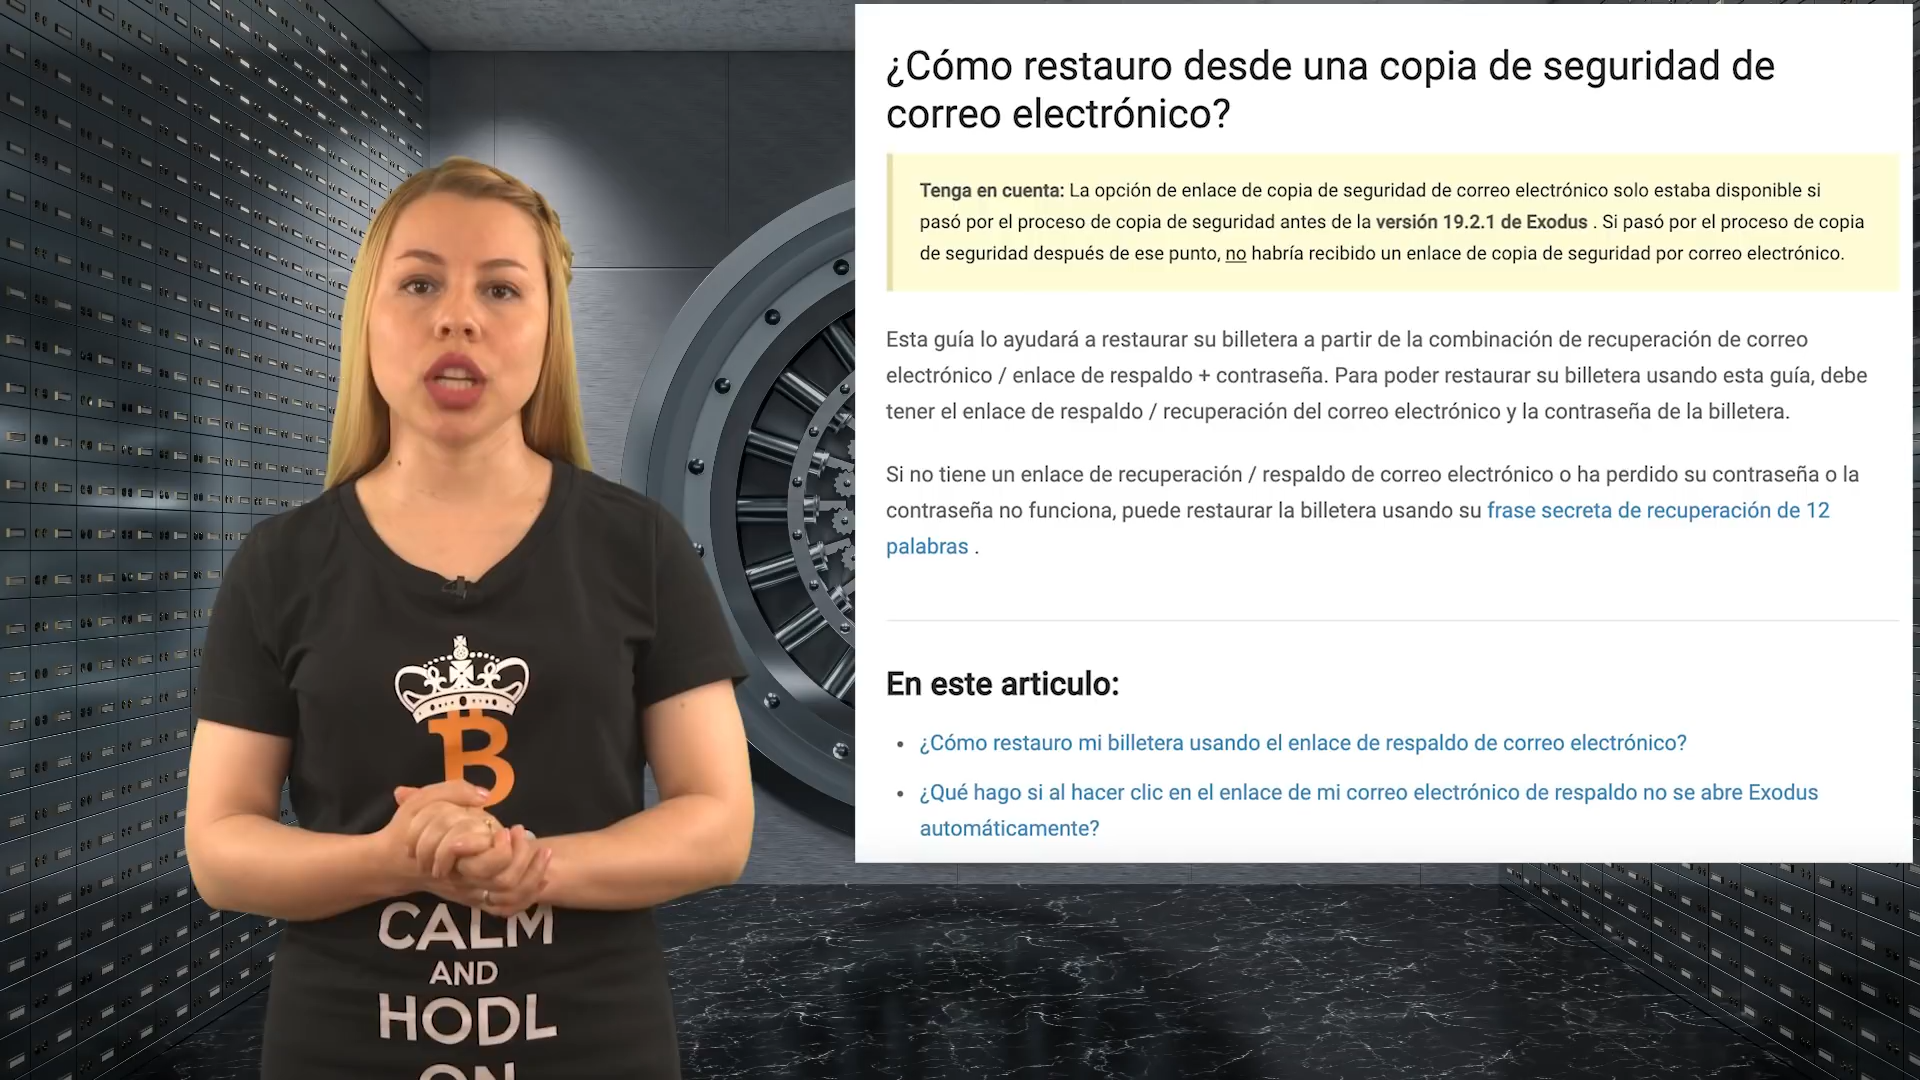 ¿Cómo restauro desde una copia de seguridad de
correo electrónico?
Tenga en cuenta: La opción de enlace de copia de seguridad de correo electrónico solo estaba disponible si
pasó por el proceso de copia de seguridad antes de la versión 19.2.1 de Exodus . Si pasó por el proceso de copia
de seguridad después de ese punto, no habría recibido un enlace de copia de seguridad por correo electrónico.
Esta guía lo ayudará a restaurar su billetera a partir de la combinación de recuperación de correo
electrónico / enlace de respaldo + contraseña. Para poder restaurar su billetera usando esta guía, debe
tener el enlace de respaldo / recuperación del correo electrónico y la contraseña de la billetera.
Si no tiene un enlace de recuperación / respaldo de correo electrónico o ha perdido su contraseña o la
contraseña no funciona, puede restaurar la billetera usando su frase secreta de recuperación de 12
palabras .
En este articulo:
• ¿Cómo restauro mi billetera usando el enlace de respaldo de correo electrónico?
• ¿Qué hago si al hacer clic en el enlace de mi correo electrónico de respaldo no se abre Exodus
automáticamente?
CALM
AND
HODL
ON